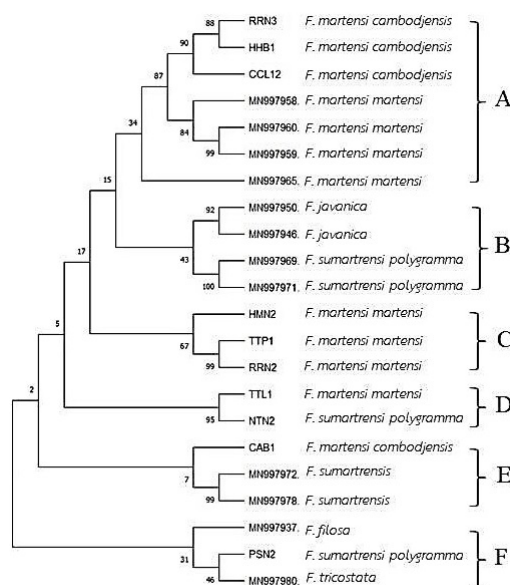 88 RRN3 F. martensi cambodjensis
90 HHB1 F. martensi cambodjensis
CCL12 F. martensi cambodjensis
87 MN997958. F. martensi martensi
84 MN997960. F. martensi martensi
99 MN997959. F. martensi martensi
34 MN997965. F. martensi martensi
A
15
92 MN997950. F. javanica
MN997946. F. javanica
43 MN997969. F. sumartrensi polygramma
100 MN997971. F. sumartrensi polygramma
B
17
HMN2 F. martensi martensi
67 TTP1 F. martensi martensi
99 RRN2 F. martensi martensi
C
5
TTL1 F. martensi martensi
95 NTN2 F. sumartrensi polygramma
D
2
CAB1 F. martensi combodjensis
7 MN997972. F. sumartrensis
99 MN997978. F. sumartrensis
E
MN997937. F. filosa
31 PSN2 F. sumartrensi polygramma
46 MN997980. F. tricostata
F